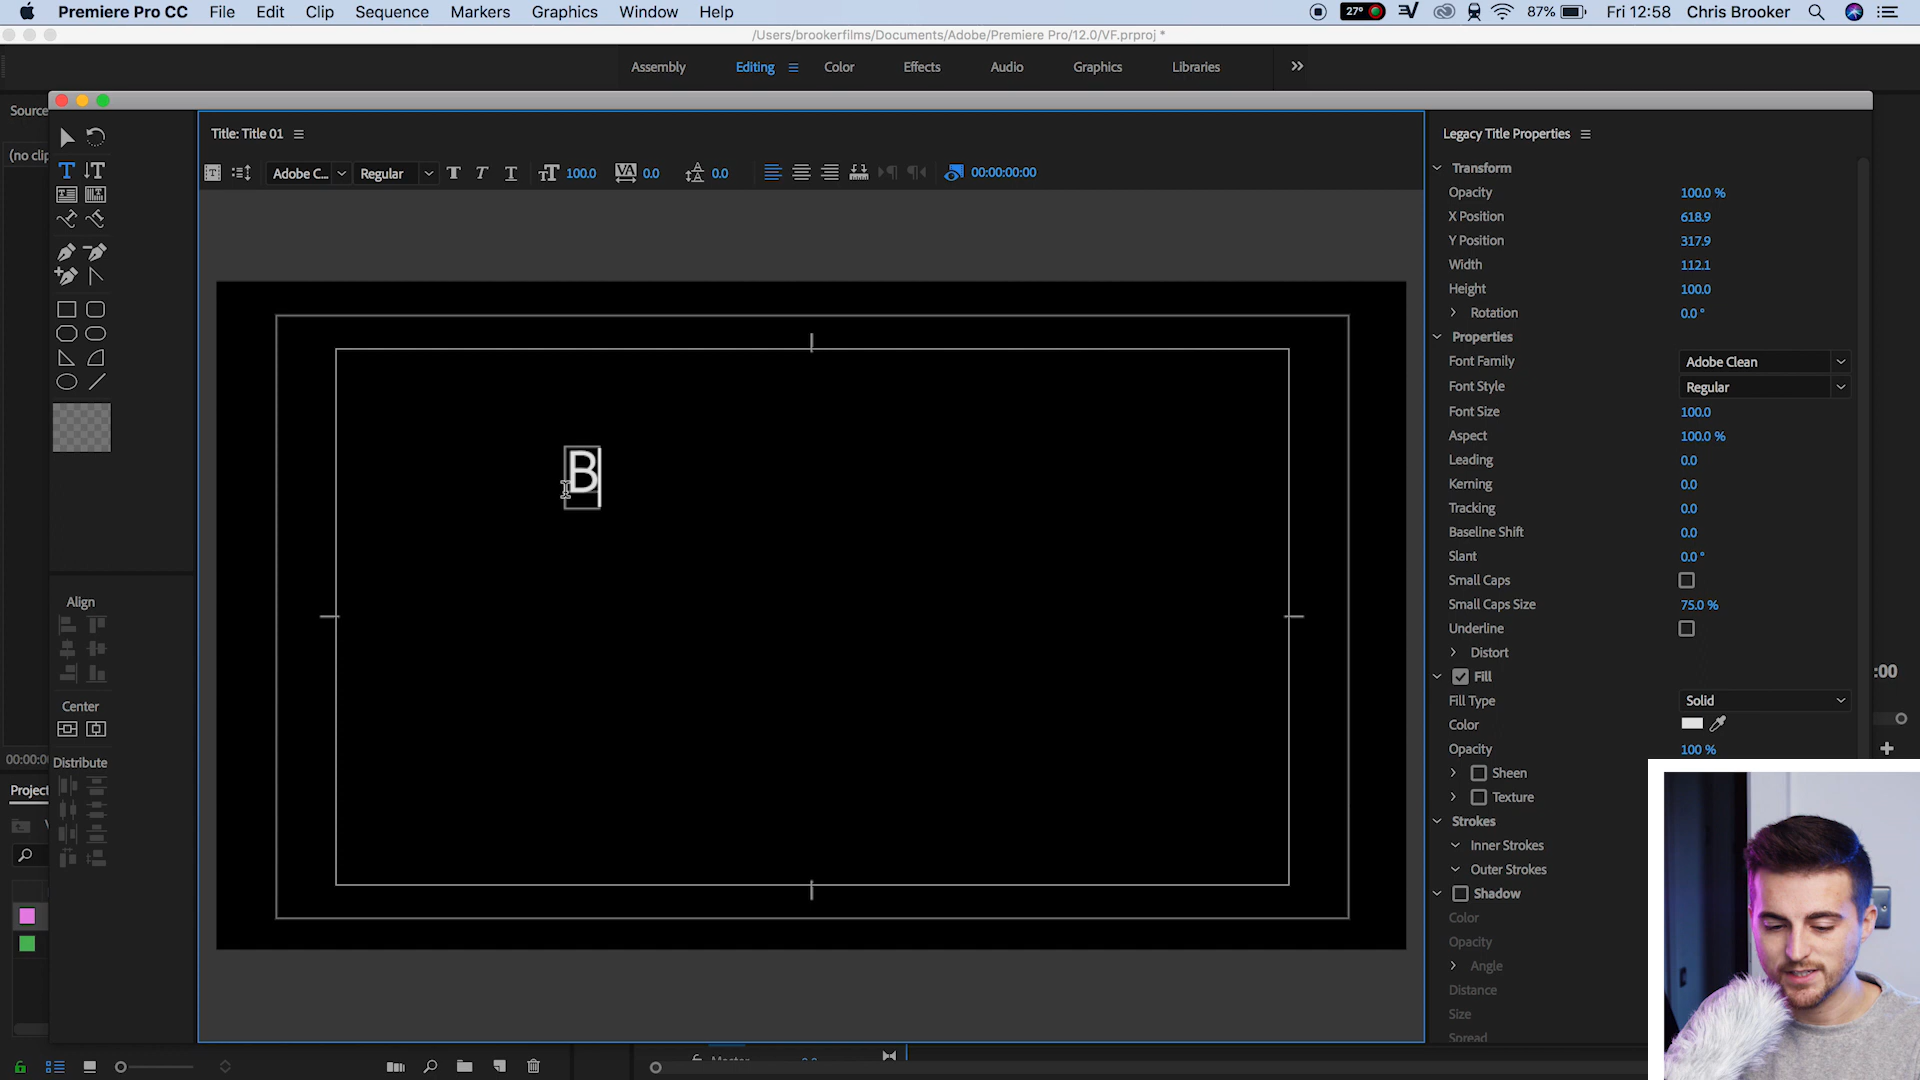 Premiere Pro CC File Edit Clip Sequence Markers Graphics Window Help 27° 87% Fri 12:58 Chris Brooker
/Users/brookerfilms/Documents/Adobe/Premiere Pro/12.0/VF.prproj *
Assembly Editing Color Effects Audio Graphics Libraries
Source
(no clip
Title: Title 01
Adobe C... Regular 100.0 0.0 0.0 00:00:00:00
B
Align
Center
Distribute
00:00:0
Project
Legacy Title Properties
Transform
Opacity 100.0 %
X Position 618.9
Y Position 317.9
Width 112.1
Height 100.0
Rotation 0.0 °
Properties
Font Family Adobe Clean
Font Style Regular
Font Size 100.0
Aspect 100.0 %
Leading 0.0
Kerning 0.0
Tracking 0.0
Baseline Shift 0.0
Slant 0.0 °
Small Caps
Small Caps Size 75.0 %
Underline
Distort
Fill
Fill Type Solid
Color
Opacity 100 %
Sheen
Texture
Strokes
Inner Strokes
Outer Strokes
Shadow
Color
Opacity
Angle
Distance
Size
Spread
:00